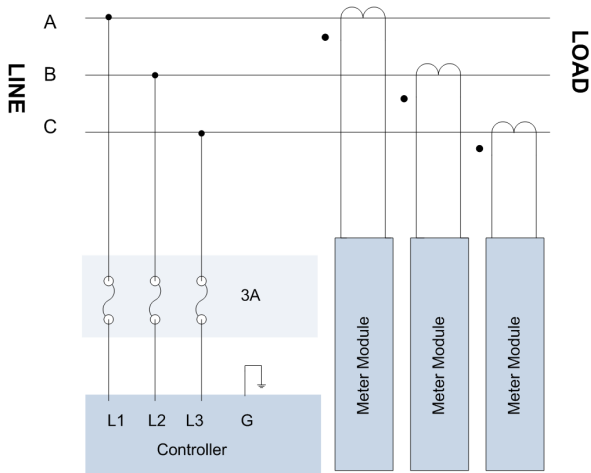 A
B
C
LINE
LOAD
3A
L1 L2 L3 G
Controller
Meter Module
Meter Module
Meter Module